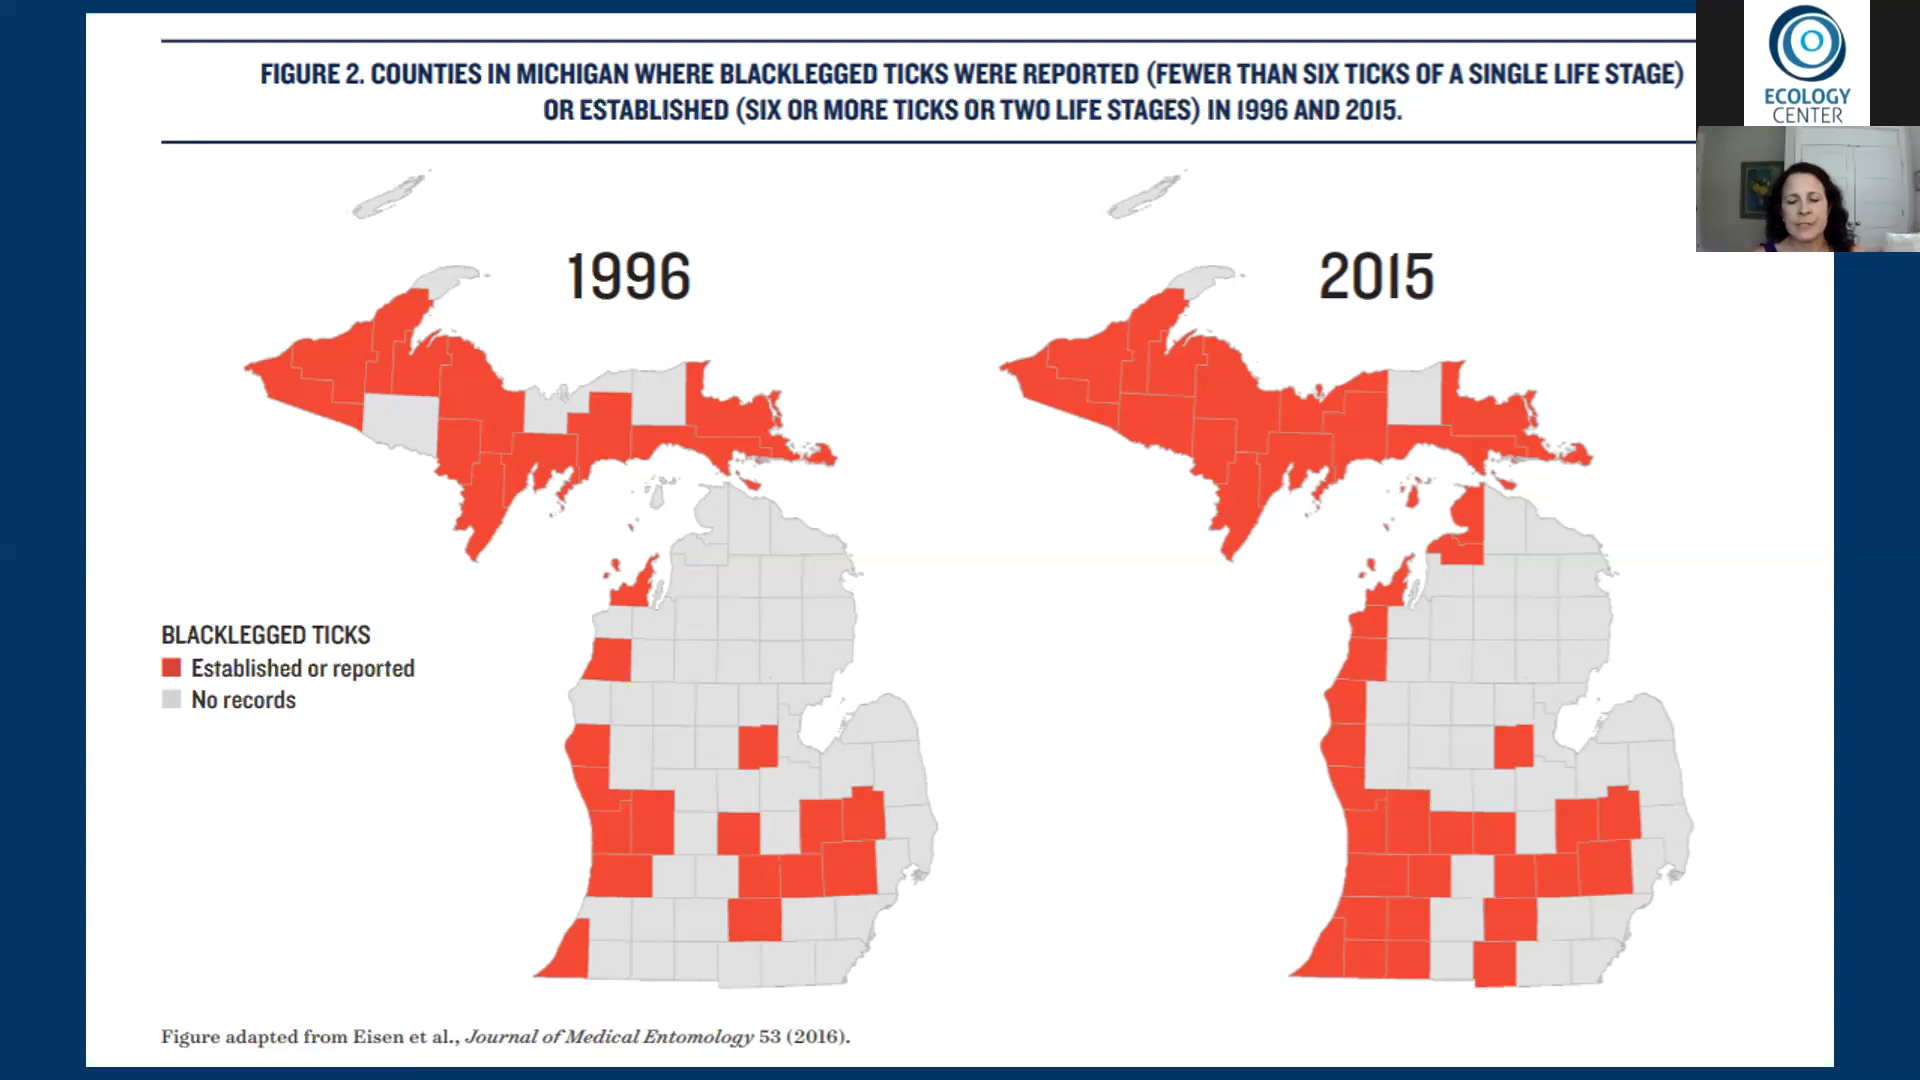 FIGURE 2. COUNTIES IN MICHIGAN WHERE BLACKLEGGED TICKS WERE REPORTED (FEWER THAN SIX TICKS OF A SINGLE LIFE STAGE)
OR ESTABLISHED (SIX OR MORE TICKS OR TWO LIFE STAGES) IN 1996 AND 2015.
ECOLOGY
CENTER
1996
2015
BLACKLEGGED TICKS
Established or reported
No records
Figure adapted from Eisen et al., Journal of Medical Entomology 53 (2016).